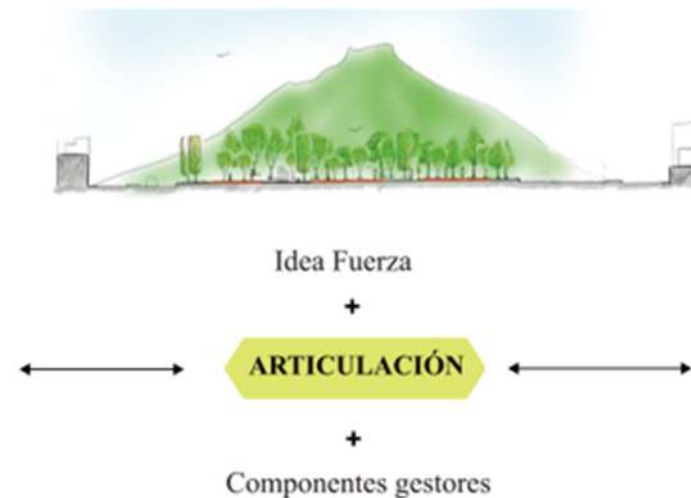 Idea Fuerza
+
ARTICULACIÓN
+
Componentes gestores